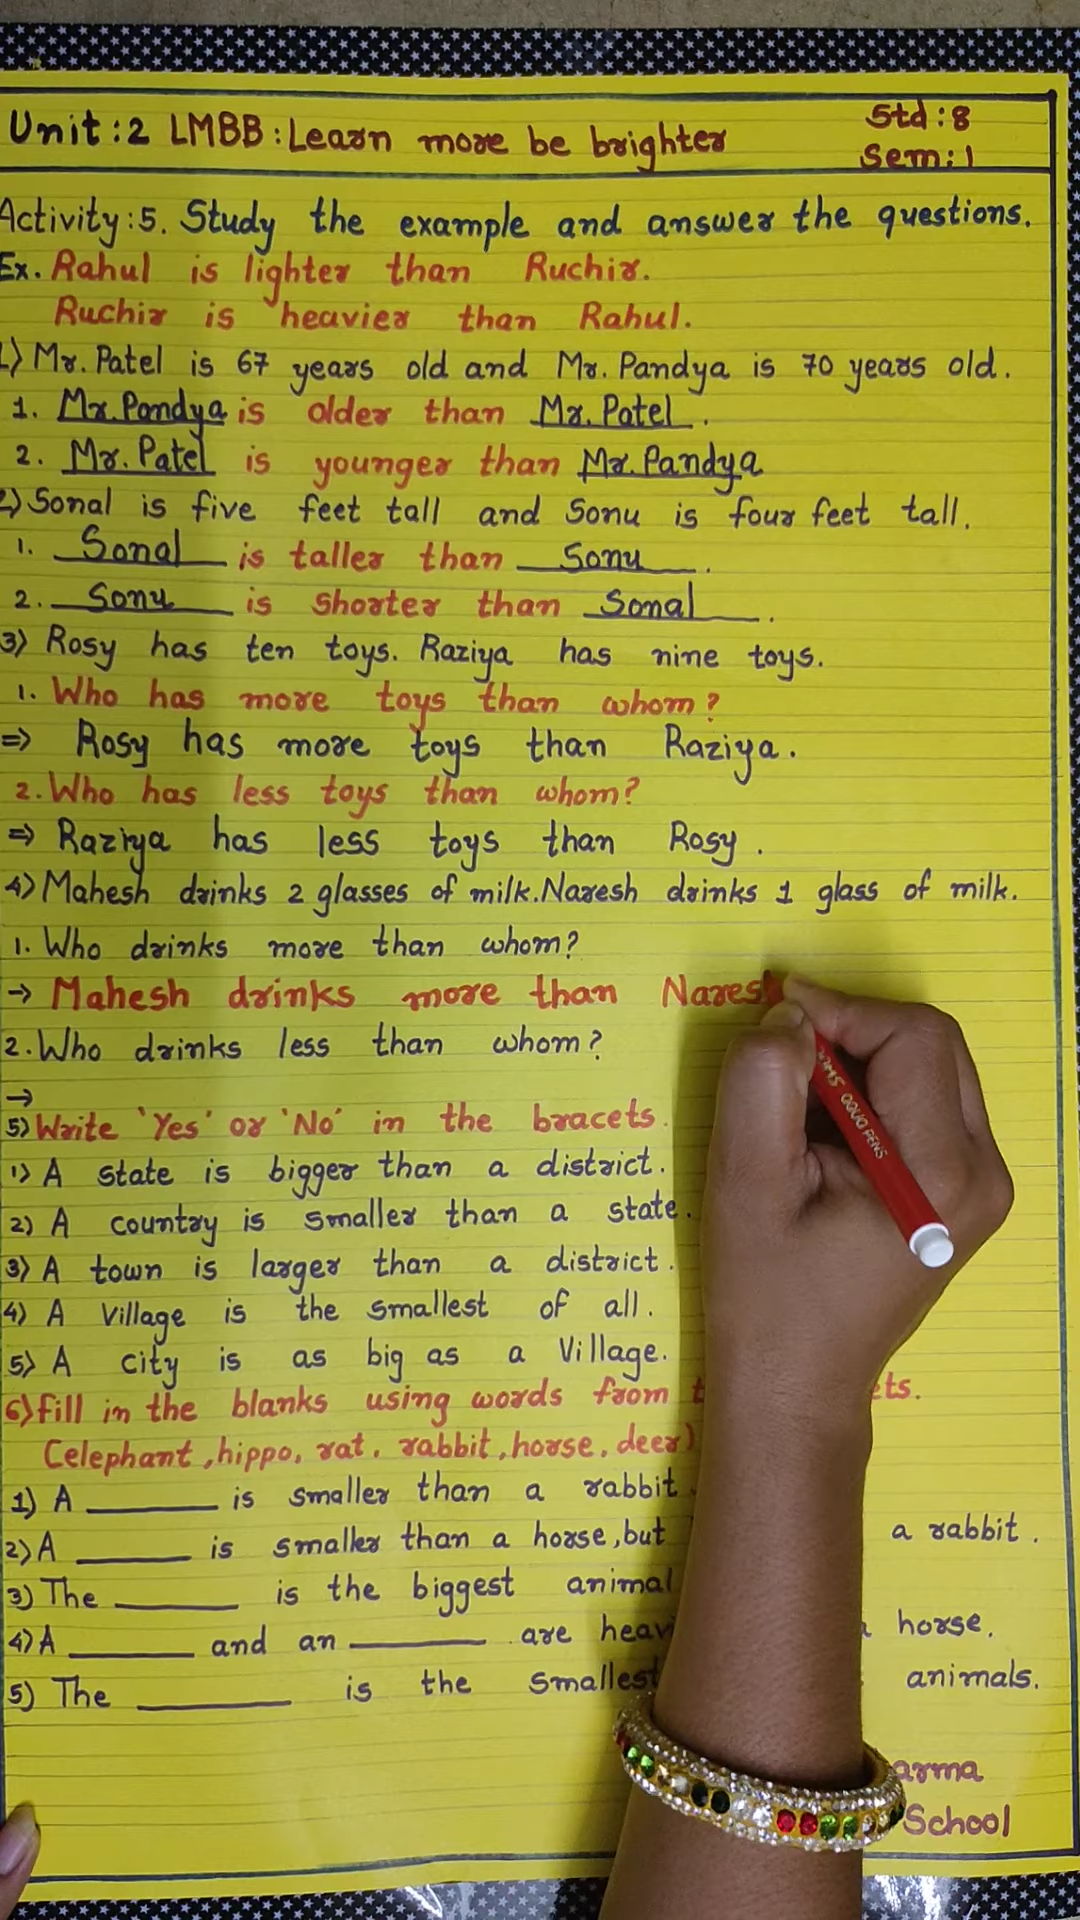 Unit:2 LMBB:Learn more be brighter
Std:8
Sem:1
Activity:5. Study the example and answer the questions.
Ex. Rahul is lighter than Ruchir.
Ruchir is heavier than Rahul.
1) Mr. Patel is 67 years old and Mr. Pandya is 70 years old.
1. Mr. Pandya is older than Mr. Patel.
2. Mr. Patel is younger than Mr. Pandya
2) Sonal is five feet tall and Sonu is four feet tall.
1. Sonal is taller than Sonu.
2. Sonu is shorter than Sonal.
3) Rosy has ten toys. Raziya has nine toys.
1. Who has more toys than whom?
⇒ Rosy has more toys than Raziya.
2. Who has less toys than whom?
⇒ Raziya has less toys than Rosy.
4) Mahesh drinks 2 glasses of milk. Naresh drinks 1 glass of milk.
1. Who drinks more than whom?
→ Mahesh drinks more than Naresh
2. Who drinks less than whom?
→
5) Write 'Yes' or 'No' in the bracets.
1) A state is bigger than a district.
2) A country is smaller than a state.
3) A town is larger than a district.
4) A village is the smallest of all.
5) A city is as big as a village.
6) Fill in the blanks using words from
(elephant, hippo, rat, rabbit, horse, deer)
1) A ______ is smaller than a rabbit
2) A ______ is smaller than a horse, but a rabbit.
3) The ______ is the biggest animal
4) A ______ and an ______ are horse.
5) The ______ is the smallest animals.
School